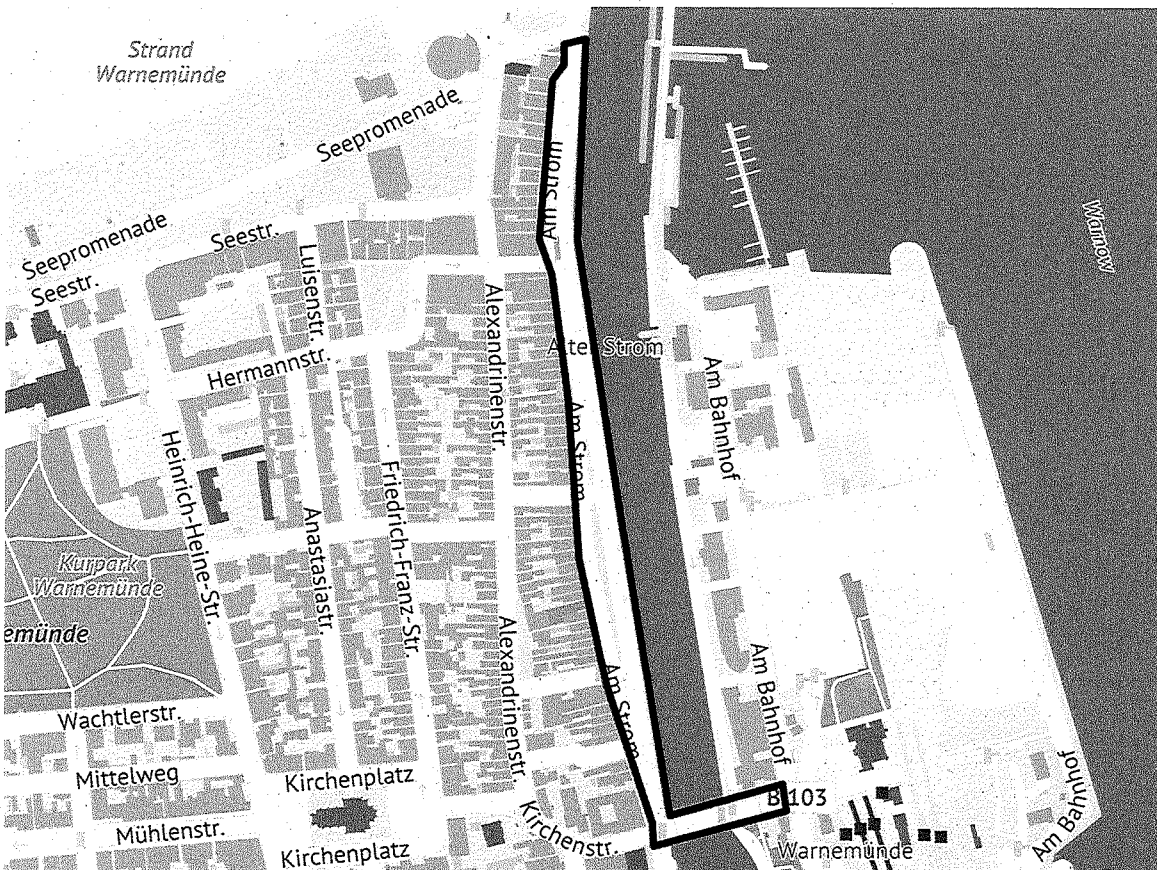 Strand
Warnemünde
Seepromenade
Am Strom
Warnow
Seepromenade
Seestr.
Seestr.
Luisenstr.
Alexandrinenstr.
Alter Strom
Hermannstr.
Am Bahnhof
Am Strom
Heinrich-Heine-Str.
Friedrich-Franz-Str.
Anastasiastr.
Kurpark
Warnemünde
emünde
Alexandrinenstr.
Am Bahnhof
Am Strom
Wachtlerstr.
Mittelweg
Kirchenplatz
B 103
Am Bahnhof
Mühlenstr.
Kirchenstr.
Kirchenplatz
Warnemünde